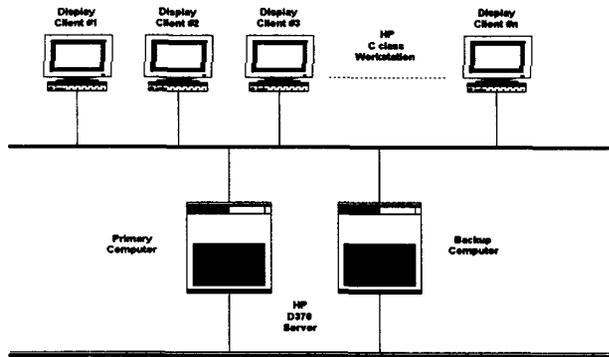 Display
Client #1
Display
Client #2
Display
Client #3
HP
C class
Workstation
Display
Client #n
Primary
Computer
Backup
Computer
HP
D370
Server